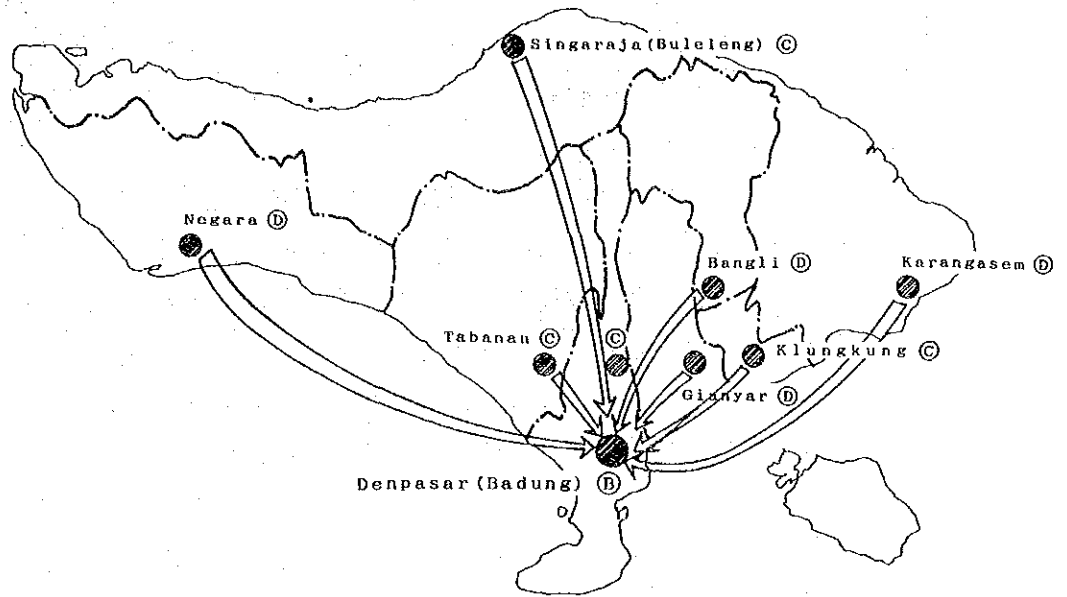 Singaraja (Buleleng) Ⓒ
Negara Ⓓ
Bangli Ⓓ
Karangasem Ⓓ
Tabanan Ⓒ
Ⓒ
Klungkung Ⓒ
Gianyar Ⓓ
Denpasar (Badung) Ⓑ